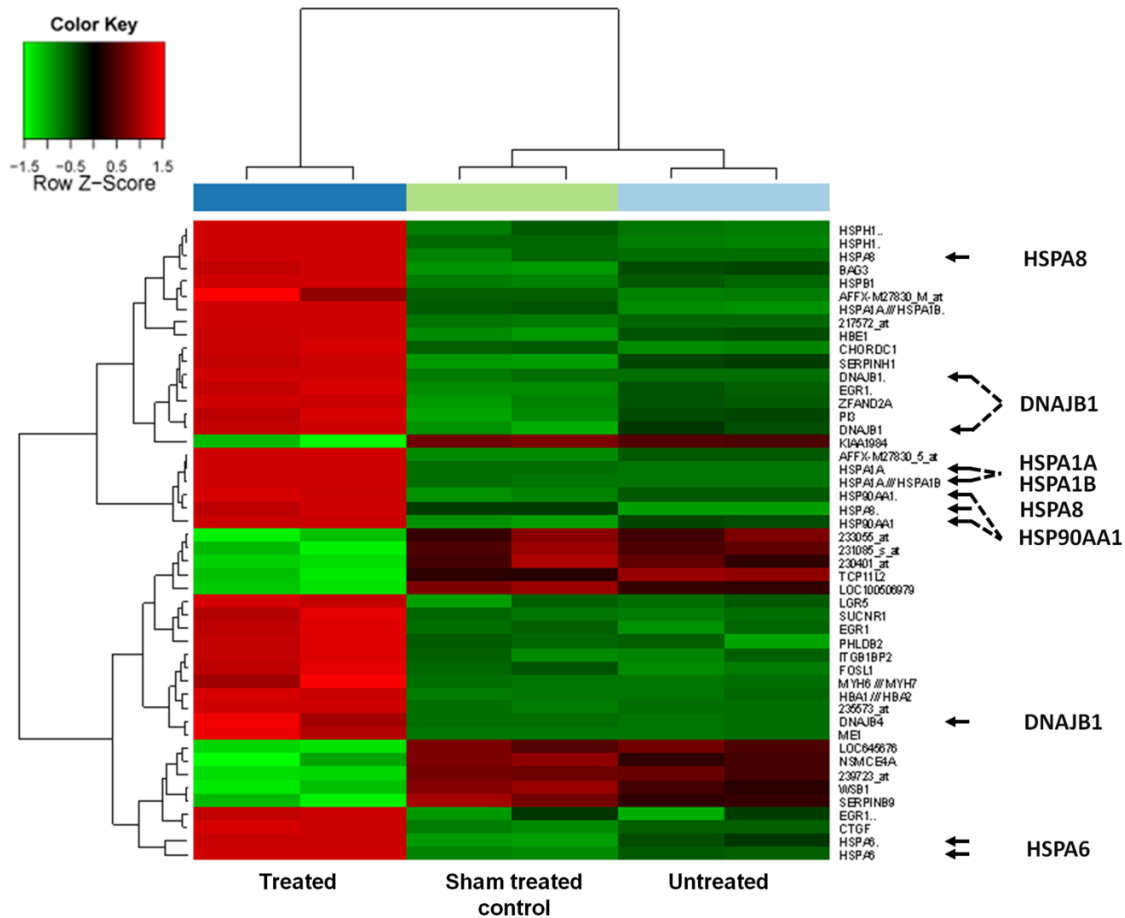 Color Key
−1.5 −0.5 0.5 1.5
Row Z-Score
HSPH1..
HSPH1.
HSPA8
BAG3
HSPB1
AFFX-M27830_M_at
HSPA1A///HSPA1B.
217572_at
HBE1
CHORDC1
SERPINH1
DNAJB1.
EGR1.
ZFAND2A
PI3
DNAJB1
KIAA1984
AFFX-M27830_5_at
HSPA1A
HSPA1A///HSPA1B
HSP90AA1.
HSPA8.
HSP90AA1
233055_at
231085_s_at
230401_at
TCP11L2
LOC100506979
LGR5
SUCNR1
EGR1
PHLDB2
ITGB1BP2
FOSL1
MYH6///MYH7
HBA1///HBA2
235573_at
DNAJB4
ME1
LOC645676
NSMCE4A
239723_at
WSB1
SERPINB9
EGR1..
CTGF
HSPA6.
HSPA6
HSPA8
DNAJB1
HSPA1A
HSPA1B
HSPA8
HSP90AA1
DNAJB1
HSPA6
Treated
Sham treated
control
Untreated